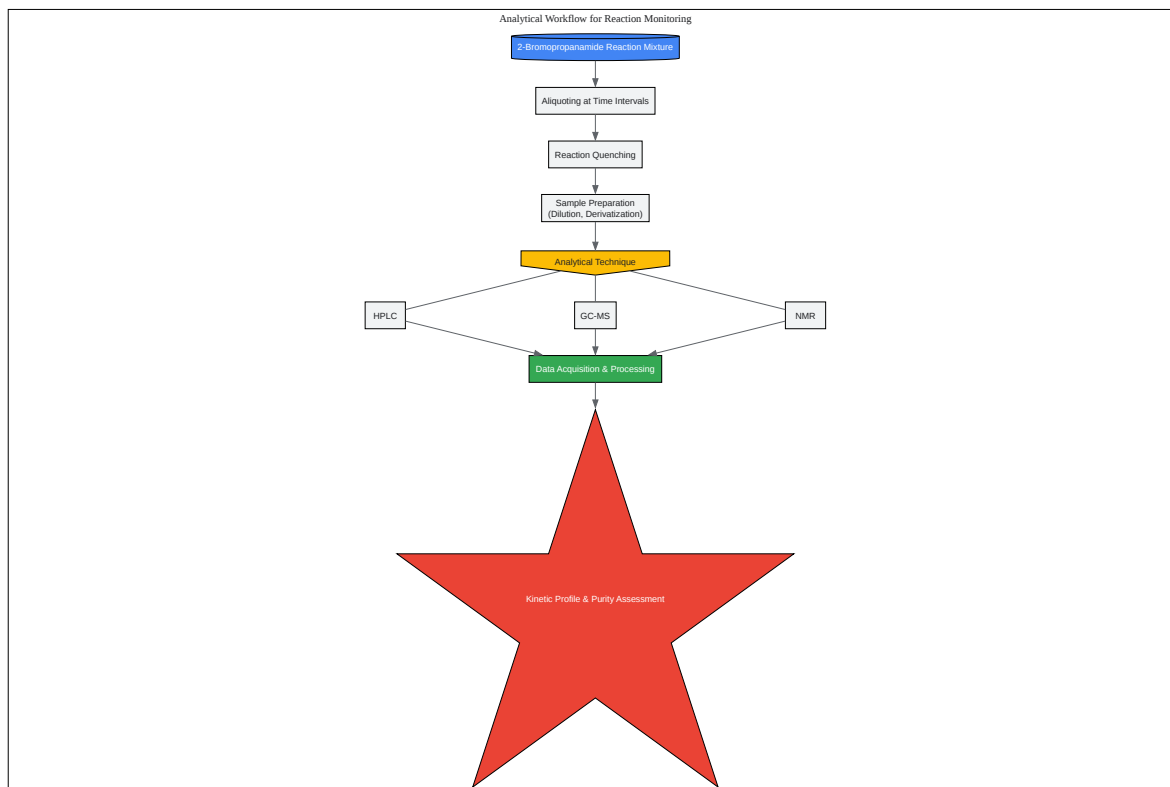 Analytical Workflow for Reaction Monitoring
2-Bromopropanamide Reaction Mixture
Aliquoting at Time Intervals
Reaction Quenching
Sample Preparation
(Dilution, Derivatization)
Analytical Technique
HPLC
GC-MS
NMR
Data Acquisition & Processing
Kinetic Profile & Purity Assessment